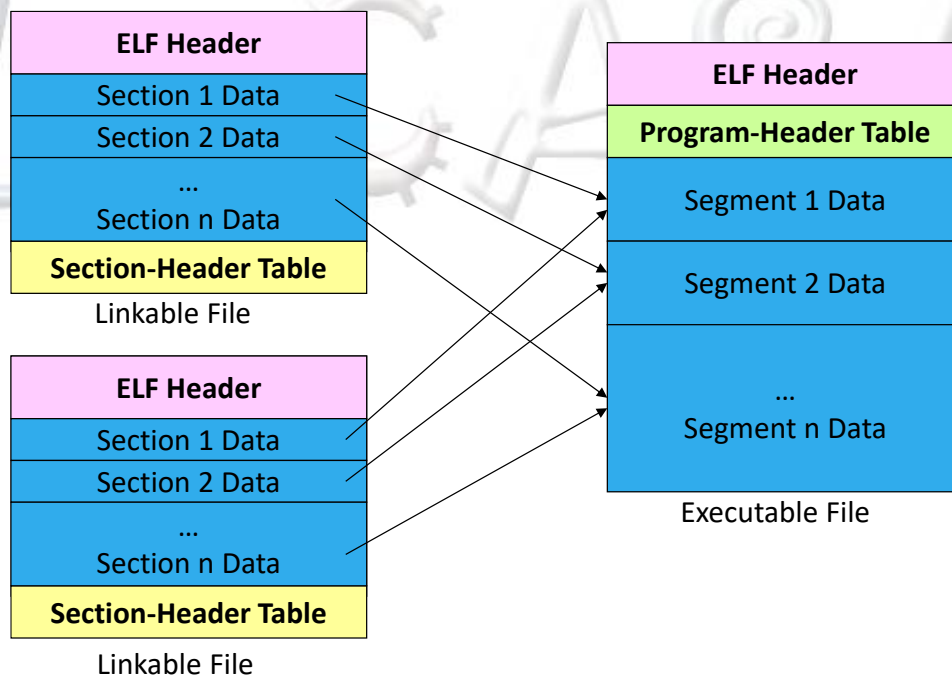 ELF Header
Section 1 Data
Section 2 Data
...
Section n Data
Section-Header Table
Linkable File
ELF Header
Section 1 Data
Section 2 Data
...
Section n Data
Section-Header Table
Linkable File
ELF Header
Program-Header Table
Segment 1 Data
Segment 2 Data
...
Segment n Data
Executable File